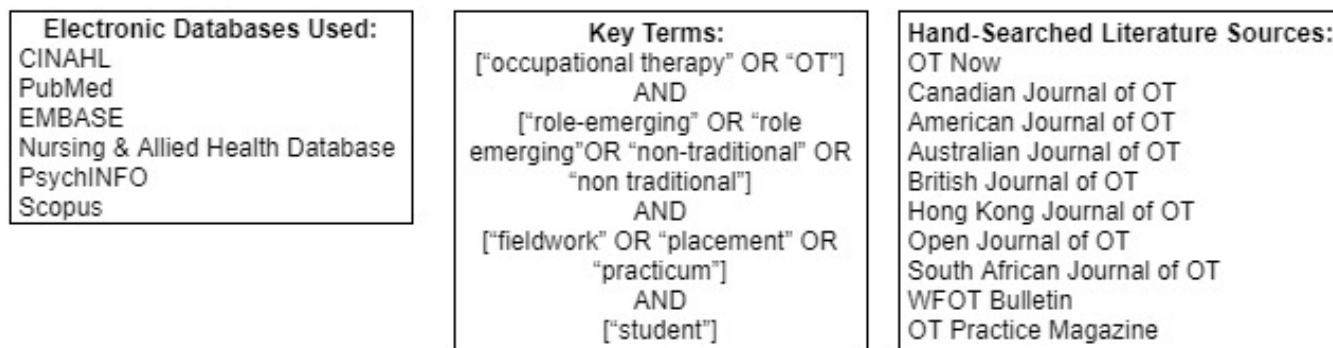 Electronic Databases Used:
CINAHL
PubMed
EMBASE
Nursing & Allied Health Database
PsychINFO
Scopus
Key Terms:
[“occupational therapy” OR “OT”]
AND
[“role-emerging” OR “role
emerging”OR “non-traditional” OR
“non traditional”]
AND
[“fieldwork” OR “placement” OR
“practicum”]
AND
[“student”]
Hand-Searched Literature Sources:
OT Now
Canadian Journal of OT
American Journal of OT
Australian Journal of OT
British Journal of OT
Hong Kong Journal of OT
Open Journal of OT
South African Journal of OT
WFOT Bulletin
OT Practice Magazine